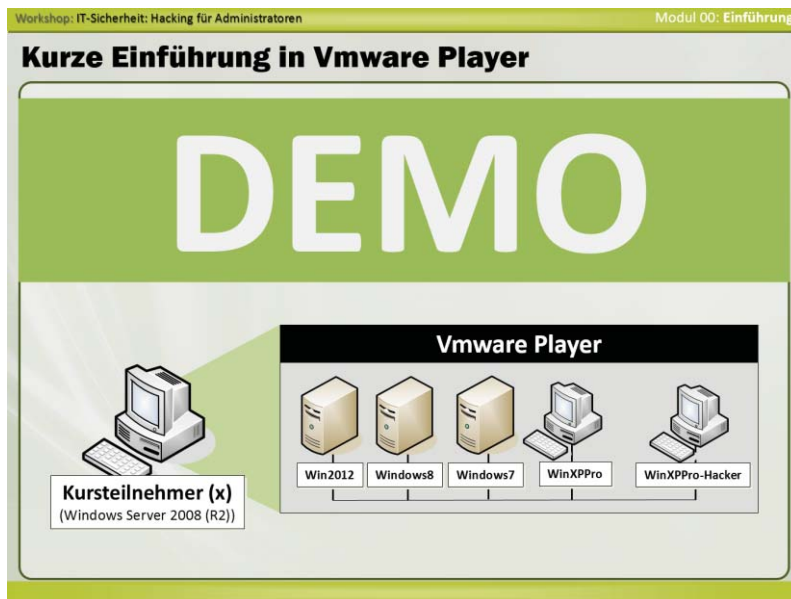 Workshop: IT-Sicherheit: Hacking für Administratoren
Modul 00: Einführung
Kurze Einführung in Vmware Player
DEMO
Vmware Player
Win2012
Windows8
Windows7
WinXPPro
WinXPPro-Hacker
Kursteilnehmer (x)
(Windows Server 2008 (R2))